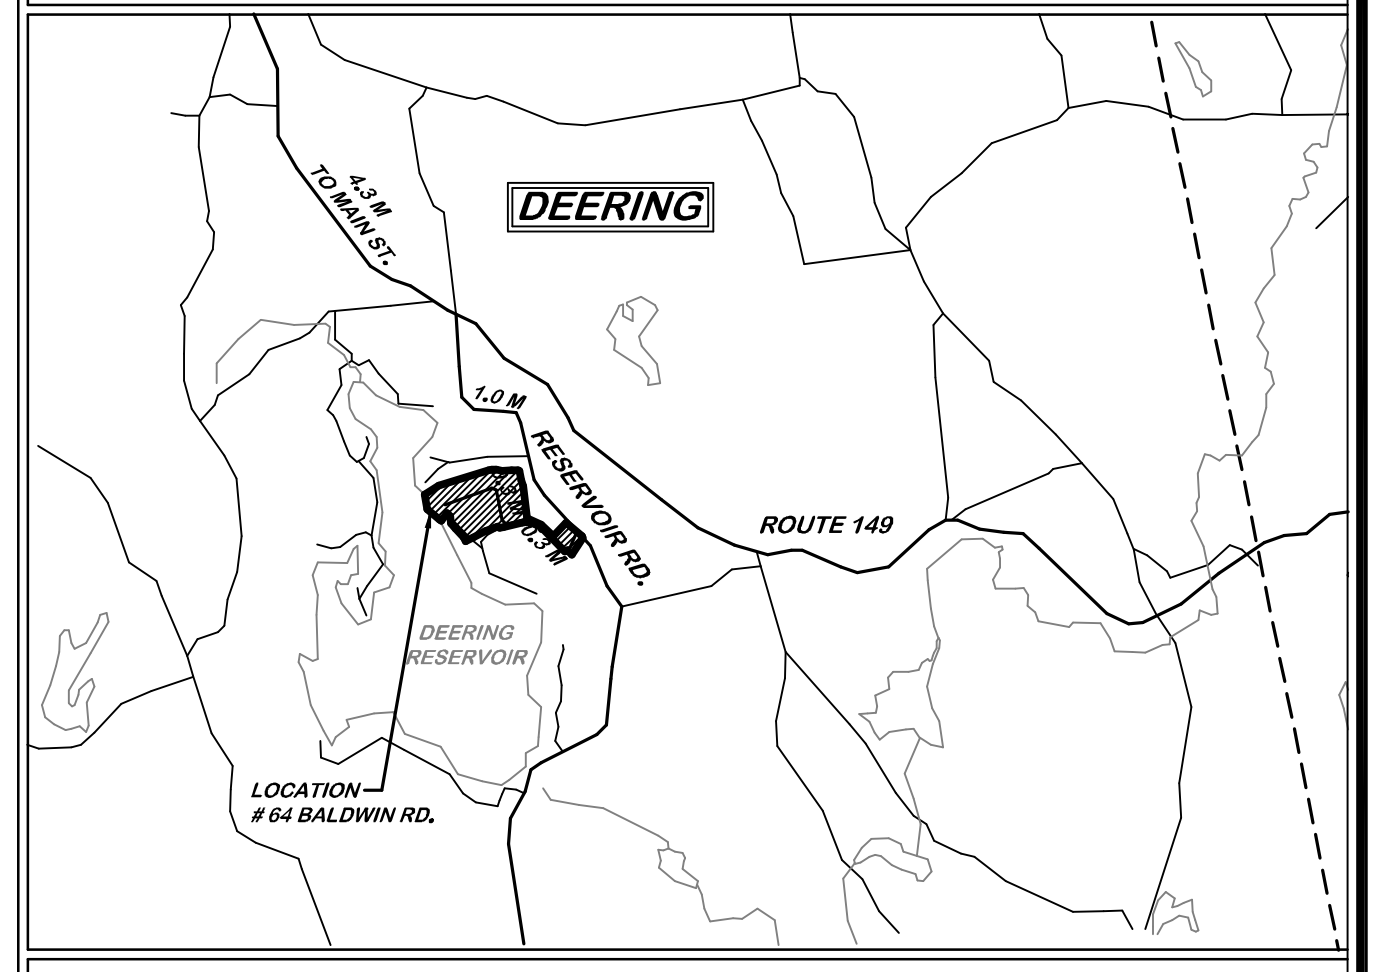 4.3 M
TO MAIN ST.
DEERING
1.0 M
RESERVOIR RD.
0.3 M
ROUTE 149
DEERING
RESERVOIR
LOCATION
# 64 BALDWIN RD.